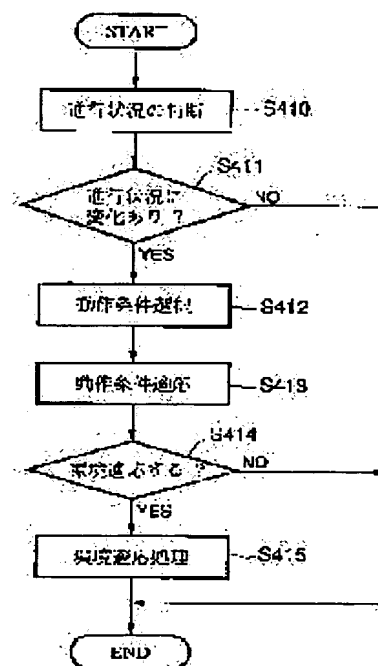 START
進行状況の判断
S410
進行状況に
変化あり?
S411
NO
YES
動作条件選択
S412
動作条件適応
S413
環境適応する?
S414
NO
YES
環境適応処理
S415
END